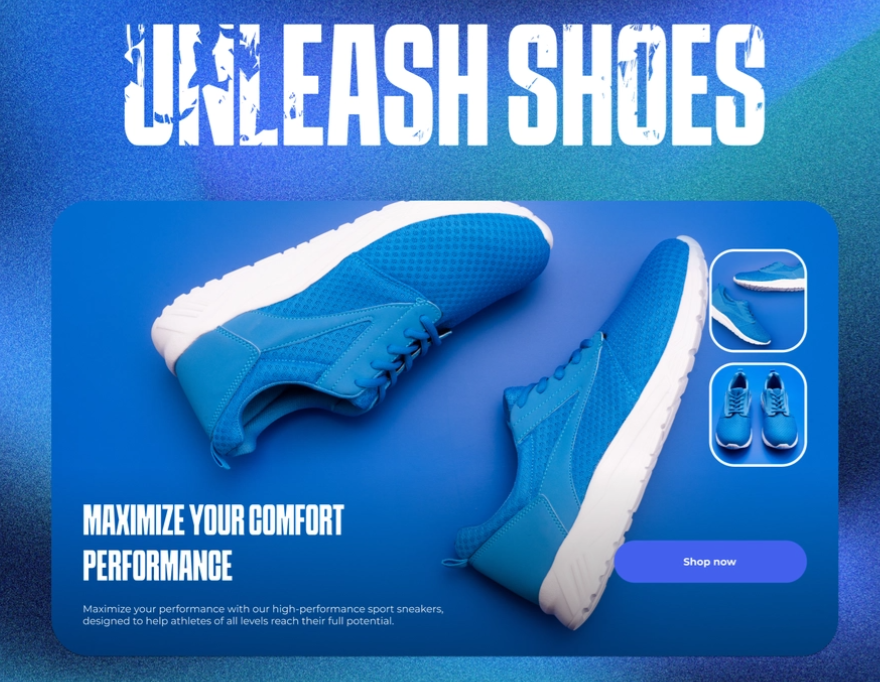 UNLEASH SHOES
MAXIMIZE YOUR COMFORT
PERFORMANCE
Maximize your performance with our high-performance sport sneakers,
designed to help athletes of all levels reach their full potential.
Shop now